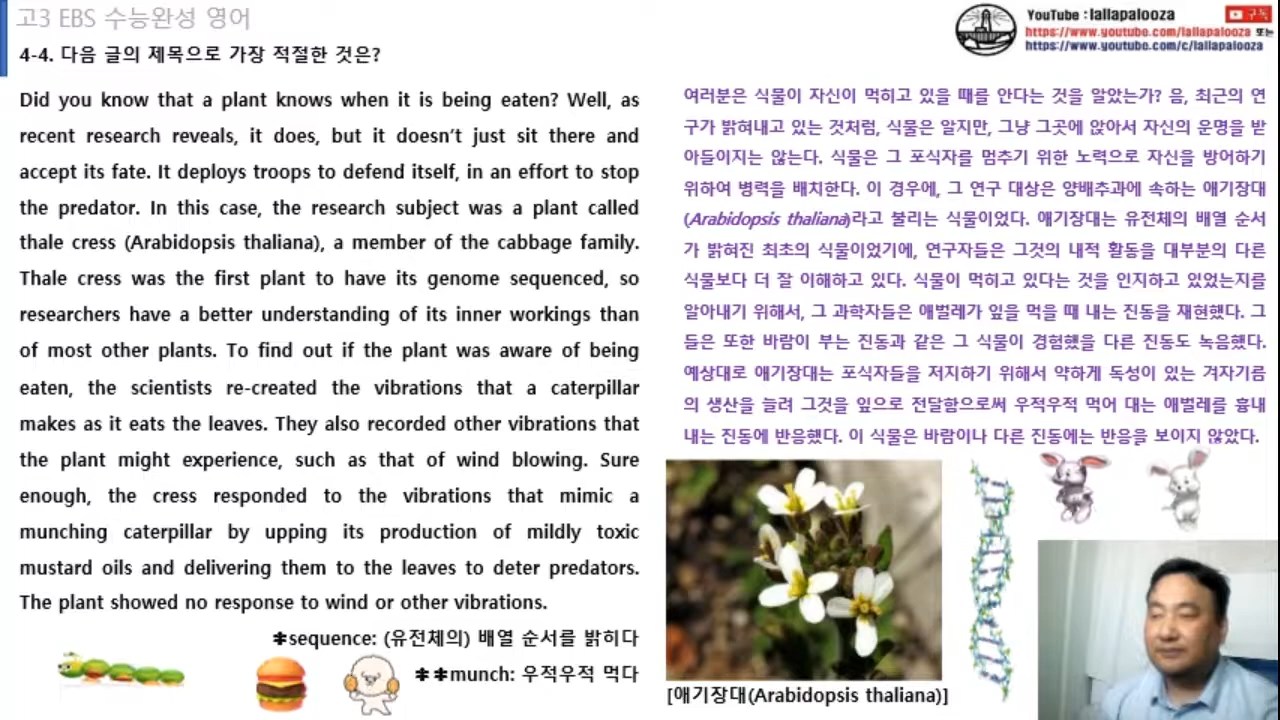 고3 EBS 수능완성 영어
4-4. 다음 글의 제목으로 가장 적절한 것은?
YouTube : lallapalooza
구독
https://www.youtube.com/lallapalooza 또는
https://www.youtube.com/c/lallapalooza
Did you know that a plant knows when it is being eaten? Well, as
recent research reveals, it does, but it doesn't just sit there and
accept its fate. It deploys troops to defend itself, in an effort to stop
the predator. In this case, the research subject was a plant called
thale cress (Arabidopsis thaliana), a member of the cabbage family.
Thale cress was the first plant to have its genome sequenced, so
researchers have a better understanding of its inner workings than
of most other plants. To find out if the plant was aware of being
eaten, the scientists re-created the vibrations that a caterpillar
makes as it eats the leaves. They also recorded other vibrations that
the plant might experience, such as that of wind blowing. Sure
enough, the cress responded to the vibrations that mimic a
munching caterpillar by upping its production of mildly toxic
mustard oils and delivering them to the leaves to deter predators.
The plant showed no response to wind or other vibrations.
*sequence: (유전체의) 배열 순서를 밝히다
**munch: 우적우적 먹다
여러분은 식물이 자신이 먹히고 있을 때를 안다는 것을 알았는가? 음, 최근의 연
구가 밝혀내고 있는 것처럼, 식물은 알지만, 그냥 그곳에 앉아서 자신의 운명을 받
아들이지는 않는다. 식물은 그 포식자를 멈추기 위한 노력으로 자신을 방어하기
위하여 병력을 배치한다. 이 경우에, 그 연구 대상은 양배추과에 속하는 애기장대
(Arabidopsis thaliana)라고 불리는 식물이었다. 애기장대는 유전체의 배열 순서
가 밝혀진 최초의 식물이었기에, 연구자들은 그것의 내적 활동을 대부분의 다른
식물보다 더 잘 이해하고 있다. 식물이 먹히고 있다는 것을 인지하고 있었는지를
알아내기 위해서, 그 과학자들은 애벌레가 잎을 먹을 때 내는 진동을 재현했다. 그
들은 또한 바람이 부는 진동과 같은 그 식물이 경험했을 다른 진동도 녹음했다.
예상대로 애기장대는 포식자들을 저지하기 위해서 약하게 독성이 있는 겨자기름
의 생산을 늘려 그것을 잎으로 전달함으로써 우적우적 먹어 대는 애벌레를 흉내
내는 진동에 반응했다. 이 식물은 바람이나 다른 진동에는 반응을 보이지 않았다.
[애기장대(Arabidopsis thaliana)]